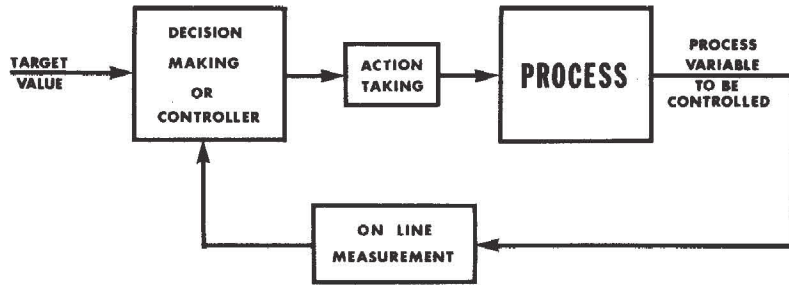 TARGET
VALUE
DECISION
MAKING
OR
CONTROLLER
ACTION
TAKING
PROCESS
PROCESS
VARIABLE
TO BE
CONTROLLED
ON LINE
MEASUREMENT